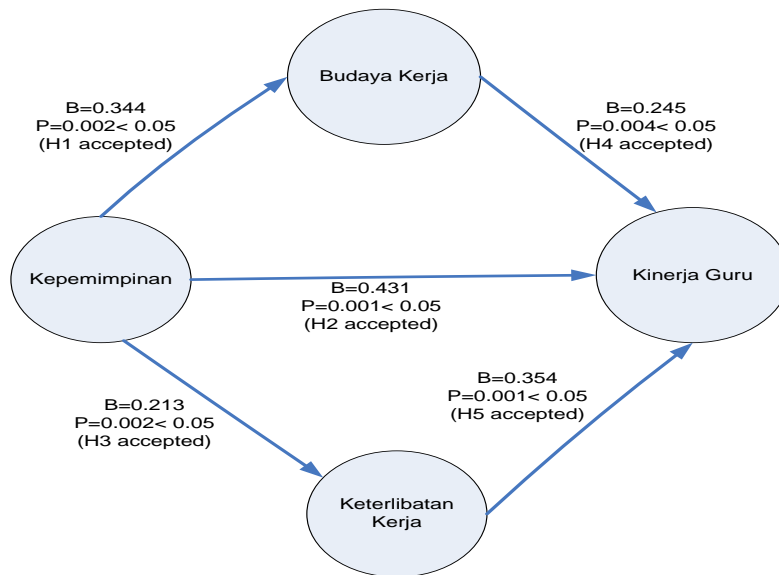 Budaya Kerja
B=0.344
P=0.002< 0.05
(H1 accepted)
B=0.245
P=0.004< 0.05
(H4 accepted)
Kepemimpinan
Kinerja Guru
B=0.431
P=0.001< 0.05
(H2 accepted)
B=0.213
P=0.002< 0.05
(H3 accepted)
B=0.354
P=0.001< 0.05
(H5 accepted)
Keterlibatan
Kerja